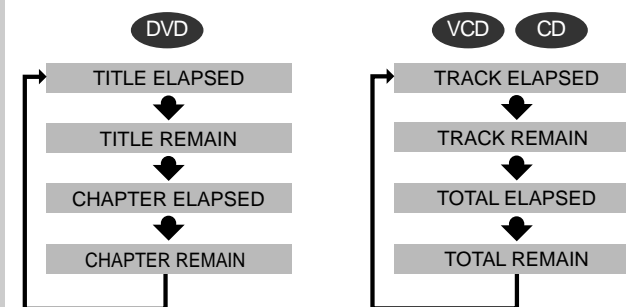 DVD
TITLE ELAPSED
TITLE REMAIN
CHAPTER ELAPSED
CHAPTER REMAIN
VCD CD
TRACK ELAPSED
TRACK REMAIN
TOTAL ELAPSED
TOTAL REMAIN